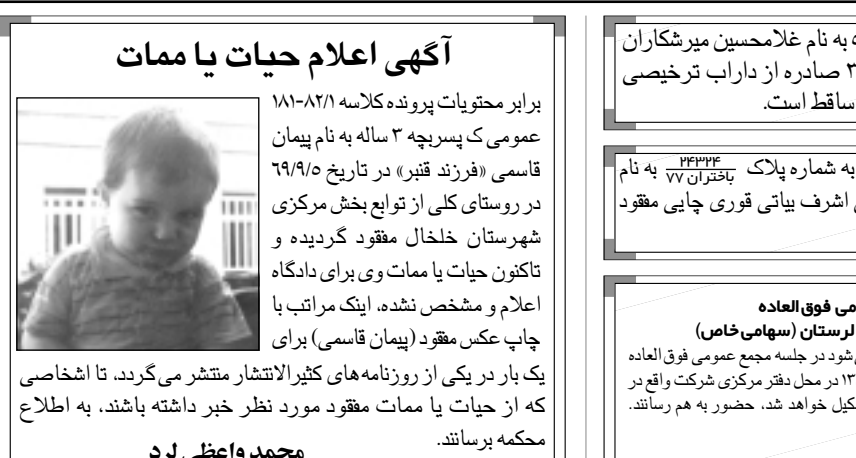 آگهی اعلام حیات یا ممات
برابر محتویات پرونده کلاسه ۸۲/۱-۱۸۱
عمومی ک پسربچه ۳ ساله به نام پیمان
قاسمی «فرزند قنبر» در تاریخ ۶۹/۹/۵
در روستای کلی از توابع بخش مرکزی
شهرستان خلخال مفقود گردیده و
تاکنون حیات یا ممات وی برای دادگاه
اعلام و مشخص نشده، اینک مراتب با
چاپ عکس مفقود (پیمان قاسمی) برای
یک بار در یکی از روزنامه‌های کثیرالانتشار منتشر می‌گردد، تا اشخاصی
که از حیات یا ممات مفقود مورد نظر خبر داشته باشند، به اطلاع
محکمه برسانند.
محمد واعظی لرد
به نام غلامحسین میرشکاران
۳ صادره از داراب ترخیصی
ساقط است.
به شماره پلاک ۲۴۳۲۴ باختران ۷۷ به نام
اشرف بیاتی قوری چایی مفقود
می فوق العاده
لرستان (سهامی خاص)
شود در جلسه مجمع عمومی فوق العاده
۱۳ در محل دفتر مرکزی شرکت واقع در
کیل خواهد شد، حضور به هم رسانند.